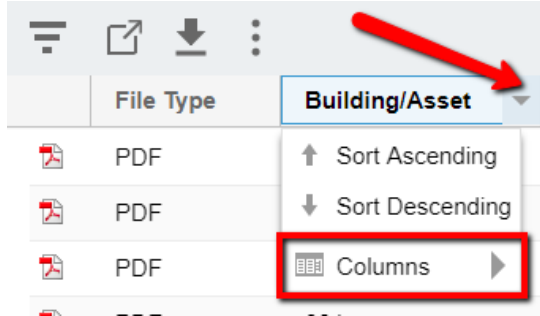 File Type Building/Asset
PDF
Sort Ascending
PDF
Sort Descending
PDF
Columns